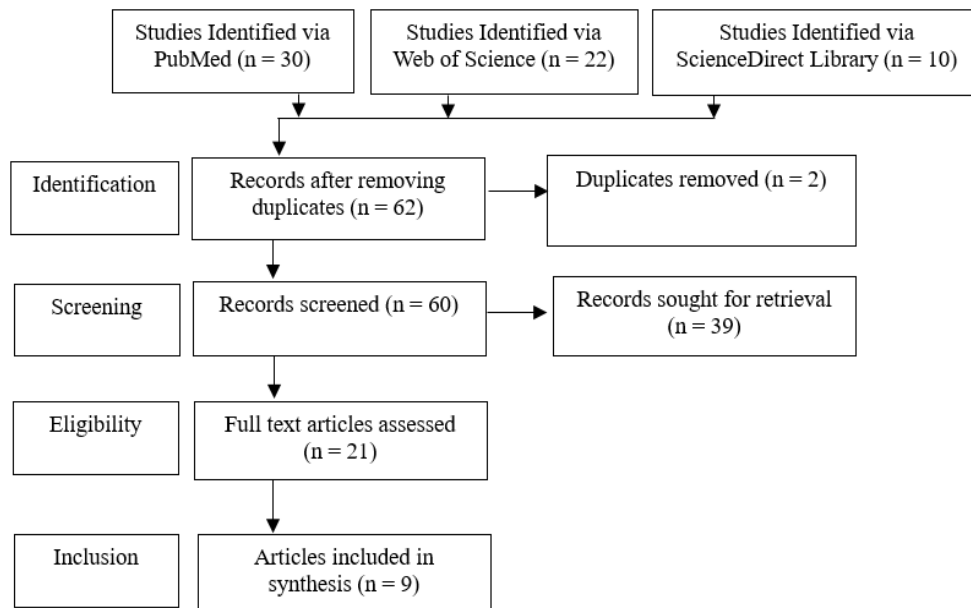 Studies Identified via
PubMed (n = 30)
Studies Identified via
Web of Science (n = 22)
Studies Identified via
ScienceDirect Library (n = 10)
Identification
Records after removing
duplicates (n = 62)
Duplicates removed (n = 2)
Screening
Records screened (n = 60)
Records sought for retrieval
(n = 39)
Eligibility
Full text articles assessed
(n = 21)
Inclusion
Articles included in
synthesis (n = 9)